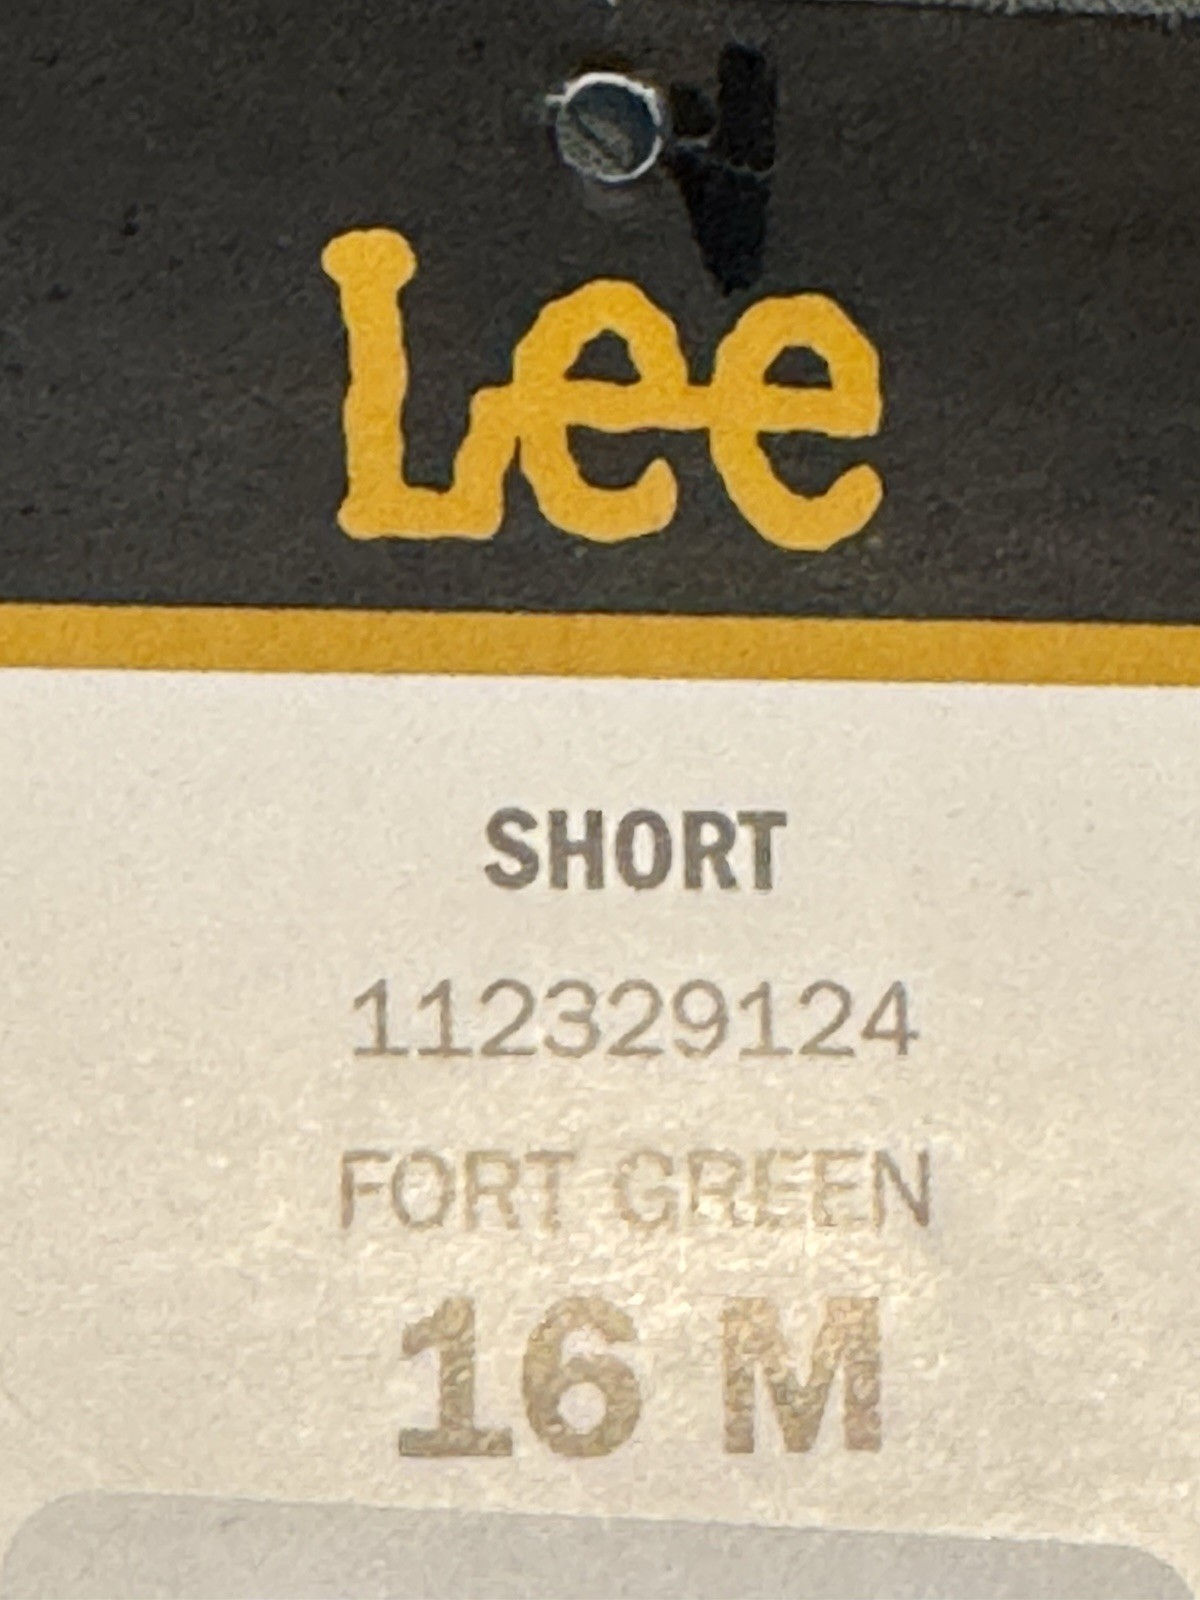 Lee
SHORT
112329124
FORT GREEN
16 M